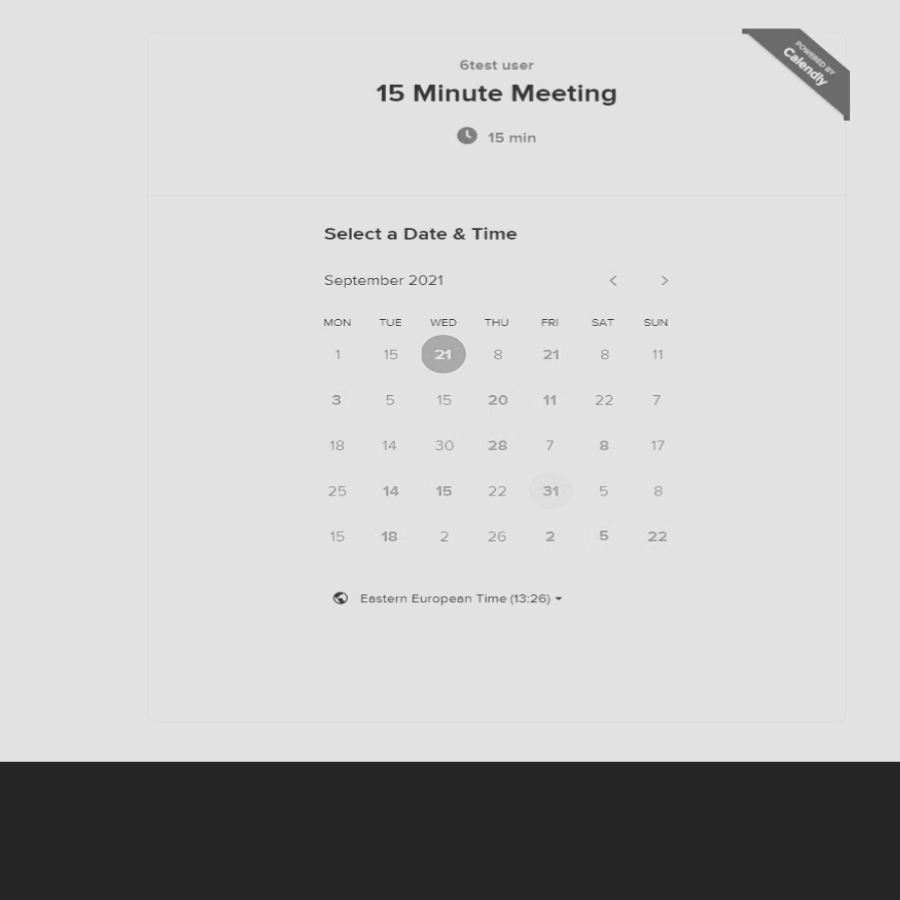 POWERED BY
Calendly
6test user
15 Minute Meeting
15 min
Select a Date & Time
September 2021
MON TUE WED THU FRI SAT SUN
1 15 21 8 21 8 11
3 5 15 20 11 22 7
18 14 30 28 7 8 17
25 14 15 22 31 5 8
15 18 2 26 2 5 22
Eastern European Time (13:26)